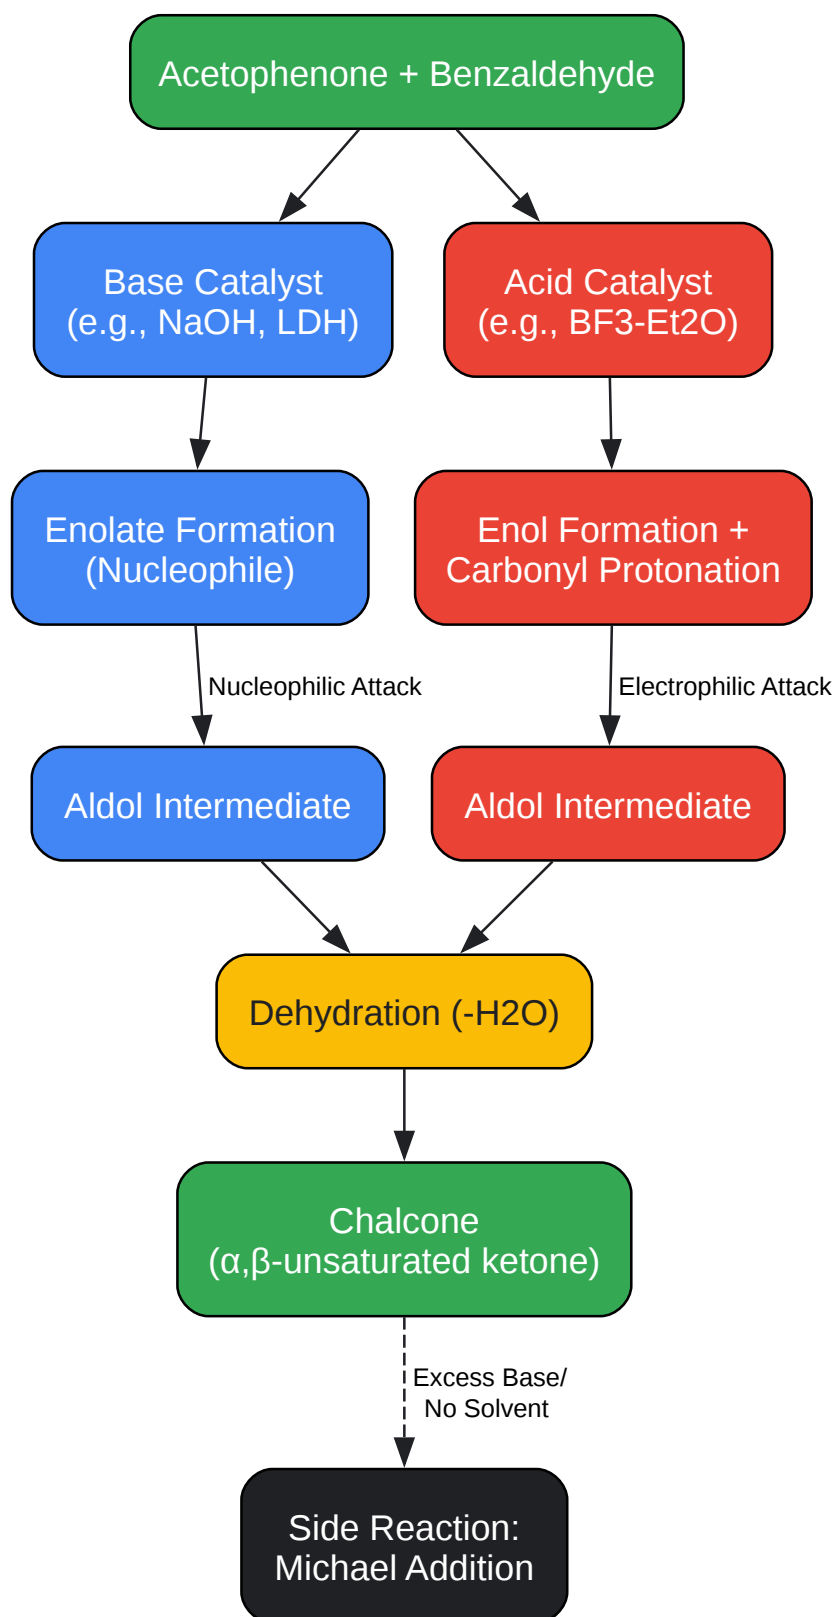 Acetophenone + Benzaldehyde
Base Catalyst
(e.g., NaOH, LDH)
Acid Catalyst
(e.g., BF3-Et2O)
Enolate Formation
(Nucleophile)
Enol Formation +
Carbonyl Protonation
Nucleophilic Attack
Electrophilic Attack
Aldol Intermediate
Aldol Intermediate
Dehydration (-H2O)
Chalcone
(α,β-unsaturated ketone)
Excess Base/
No Solvent
Side Reaction:
Michael Addition